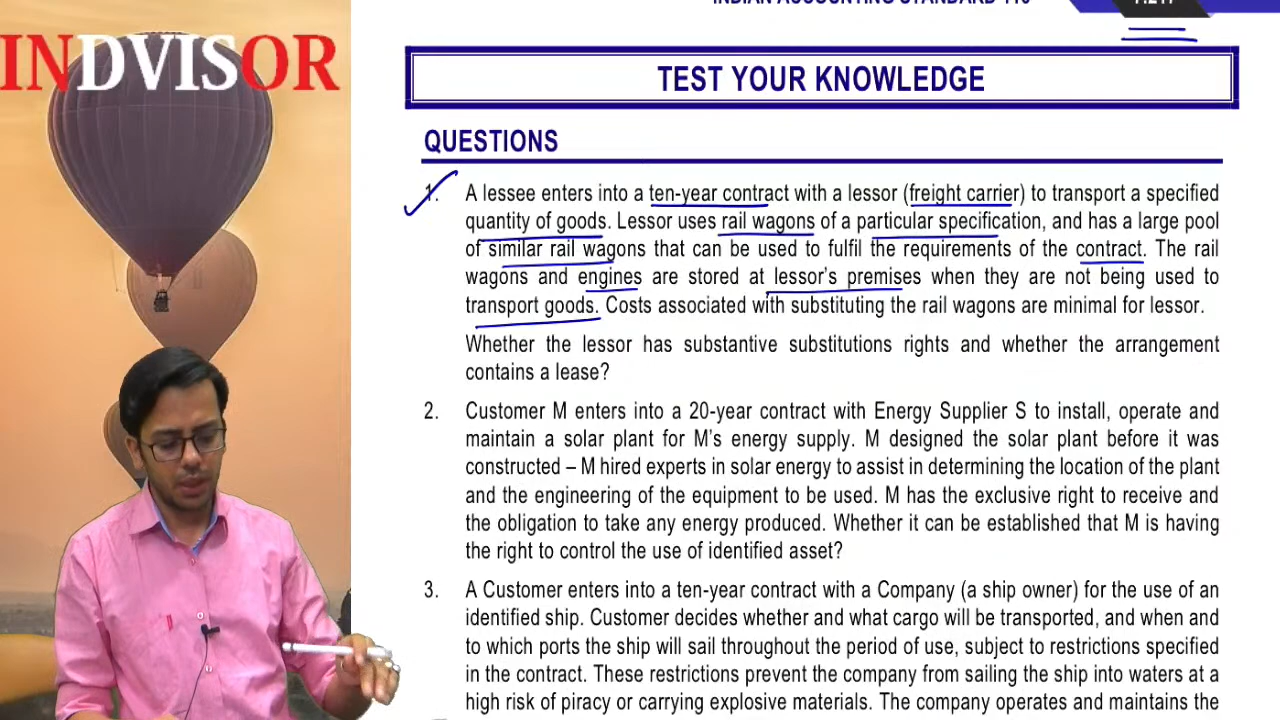 INDIAN ACCOUNTING STANDARD 116
7.217
INDVISOR
TEST YOUR KNOWLEDGE
QUESTIONS
1. A lessee enters into a ten-year contract with a lessor (freight carrier) to transport a specified
quantity of goods. Lessor uses rail wagons of a particular specification, and has a large pool
of similar rail wagons that can be used to fulfil the requirements of the contract. The rail
wagons and engines are stored at lessor's premises when they are not being used to
transport goods. Costs associated with substituting the rail wagons are minimal for lessor.
Whether the lessor has substantive substitutions rights and whether the arrangement
contains a lease?
2. Customer M enters into a 20-year contract with Energy Supplier S to install, operate and
maintain a solar plant for M's energy supply. M designed the solar plant before it was
constructed – M hired experts in solar energy to assist in determining the location of the plant
and the engineering of the equipment to be used. M has the exclusive right to receive and
the obligation to take any energy produced. Whether it can be established that M is having
the right to control the use of identified asset?
3. A Customer enters into a ten-year contract with a Company (a ship owner) for the use of an
identified ship. Customer decides whether and what cargo will be transported, and when and
to which ports the ship will sail throughout the period of use, subject to restrictions specified
in the contract. These restrictions prevent the company from sailing the ship into waters at a
high risk of piracy or carrying explosive materials. The company operates and maintains the